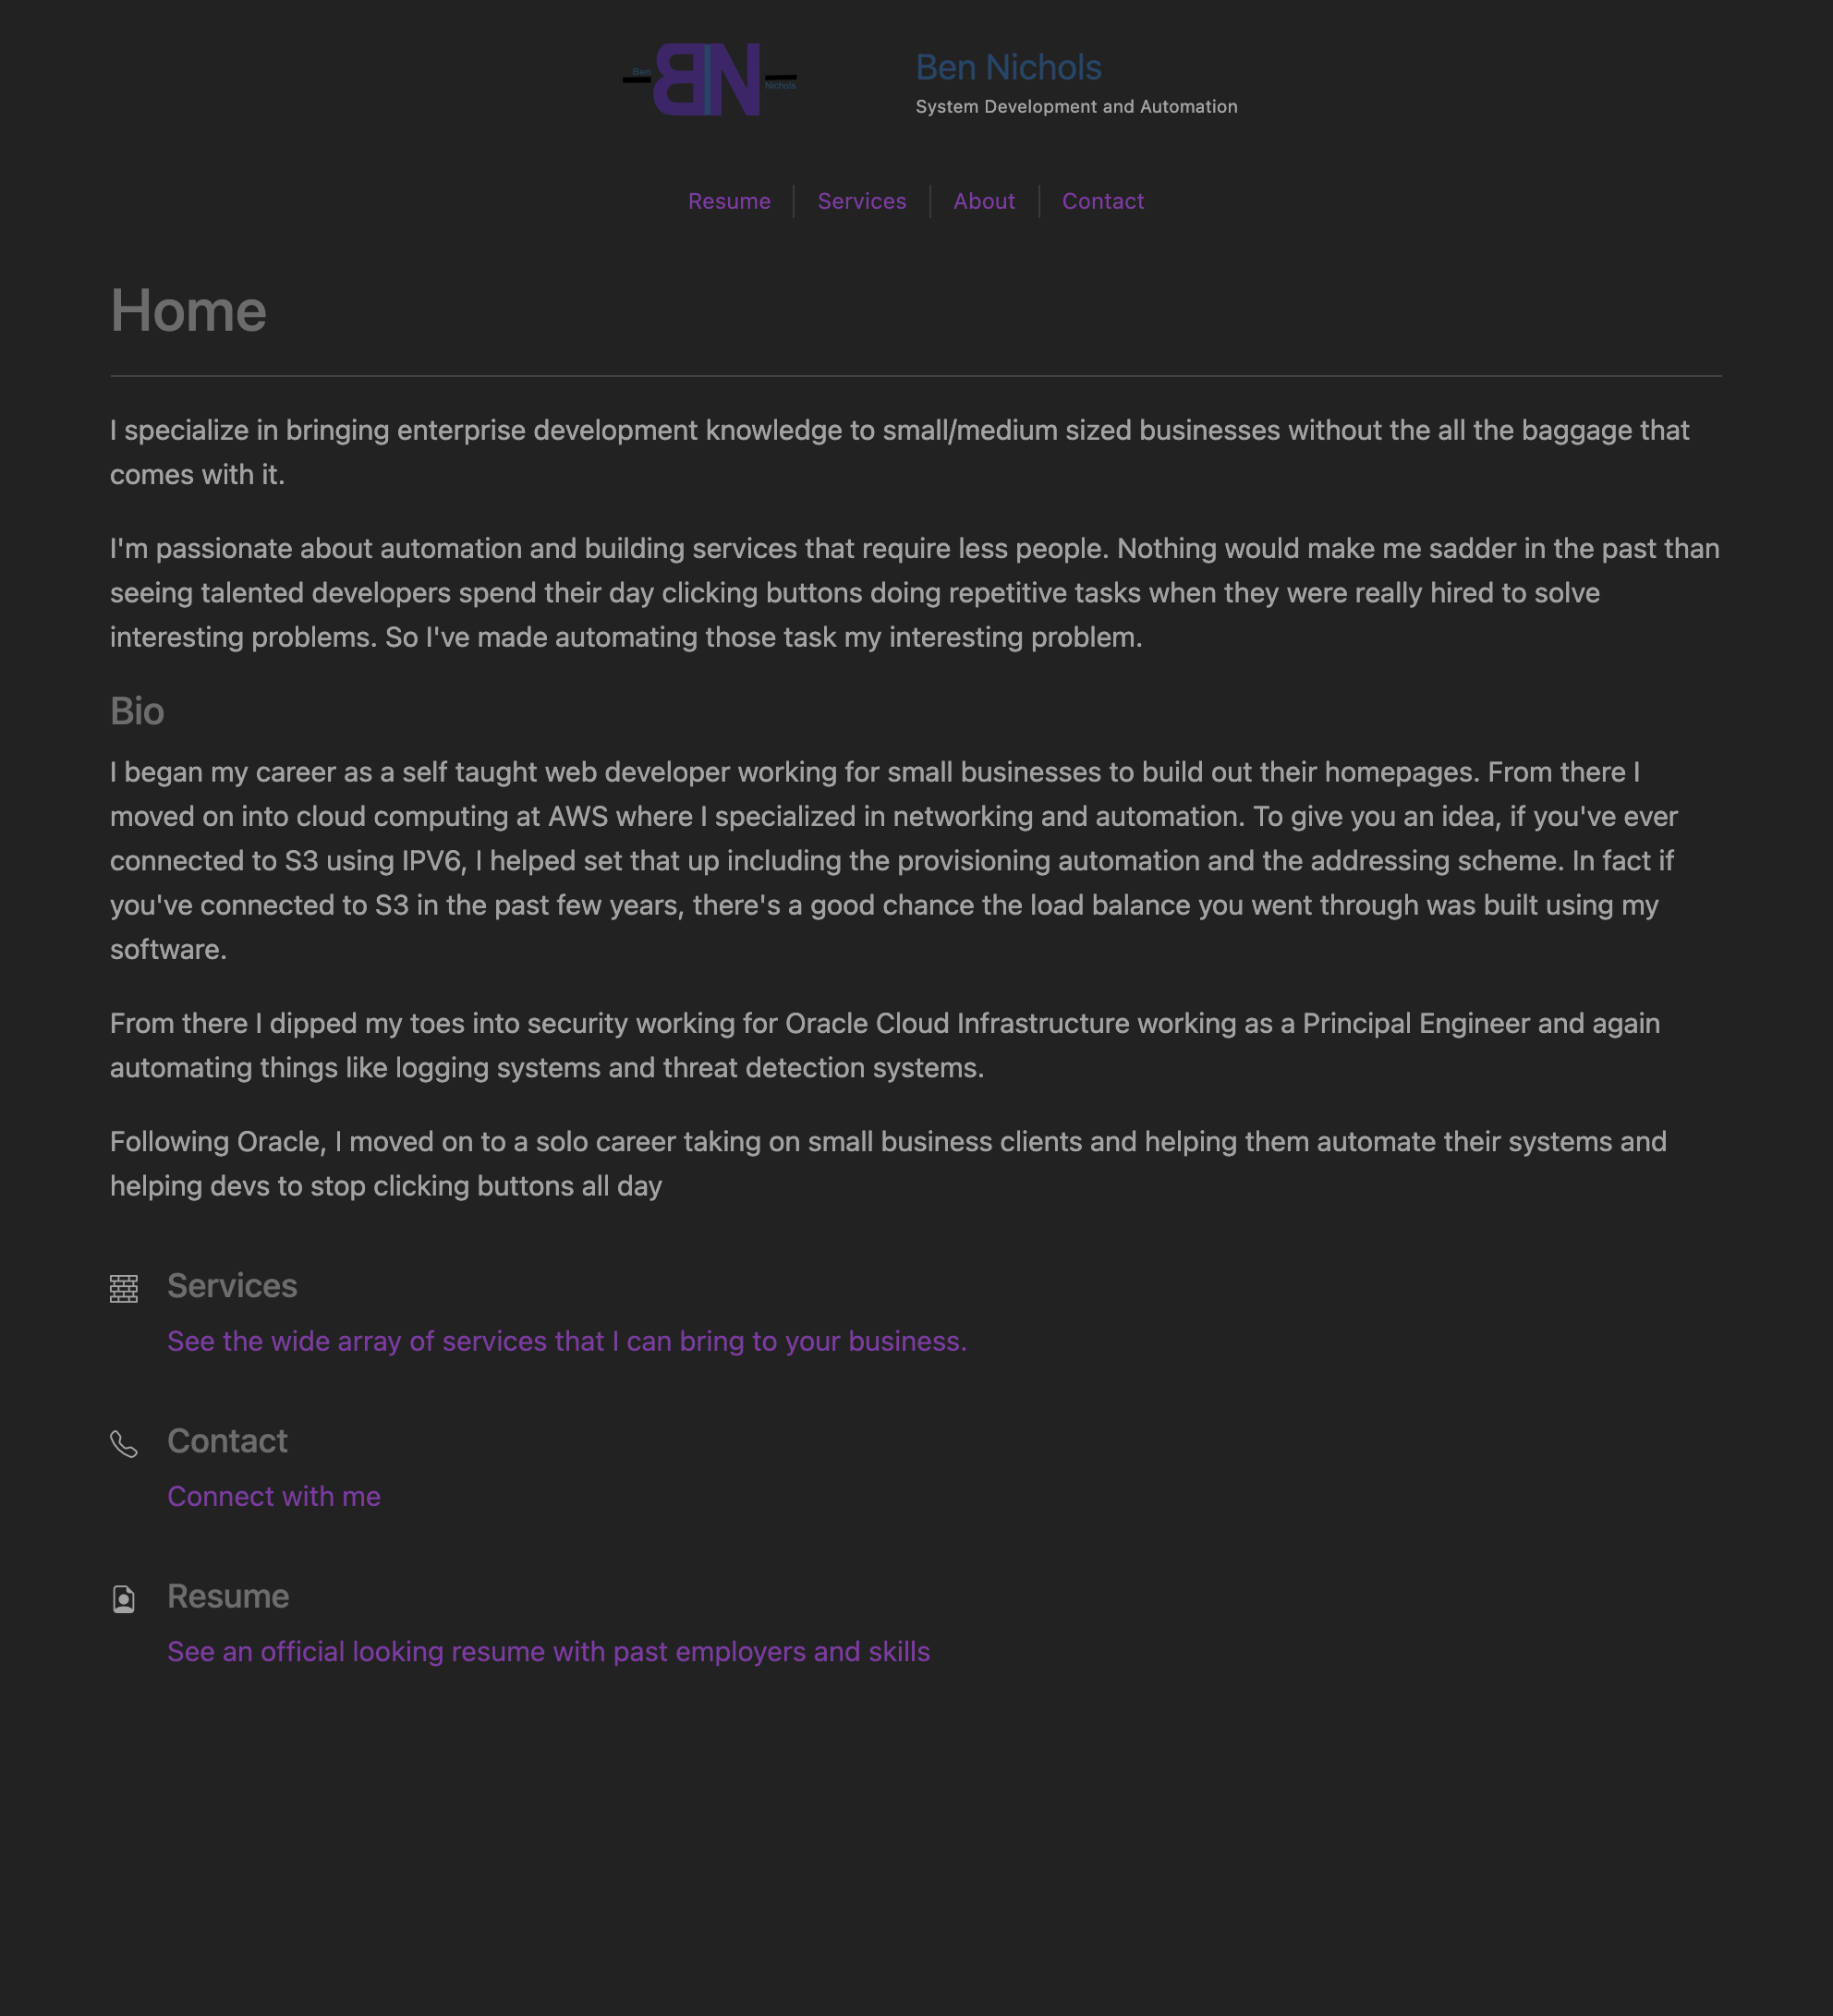 Ben
BN
Nichols
Ben Nichols
System Development and Automation
Resume
Services
About
Contact
Home
I specialize in bringing enterprise development knowledge to small/medium sized businesses without the all the baggage that
comes with it.
I'm passionate about automation and building services that require less people. Nothing would make me sadder in the past than
seeing talented developers spend their day clicking buttons doing repetitive tasks when they were really hired to solve
interesting problems. So I've made automating those task my interesting problem.
Bio
I began my career as a self taught web developer working for small businesses to build out their homepages. From there I
moved on into cloud computing at AWS where I specialized in networking and automation. To give you an idea, if you've ever
connected to S3 using IPV6, I helped set that up including the provisioning automation and the addressing scheme. In fact if
you've connected to S3 in the past few years, there's a good chance the load balance you went through was built using my
software.
From there I dipped my toes into security working for Oracle Cloud Infrastructure working as a Principal Engineer and again
automating things like logging systems and threat detection systems.
Following Oracle, I moved on to a solo career taking on small business clients and helping them automate their systems and
helping devs to stop clicking buttons all day
Services
See the wide array of services that I can bring to your business.
Contact
Connect with me
Resume
See an official looking resume with past employers and skills